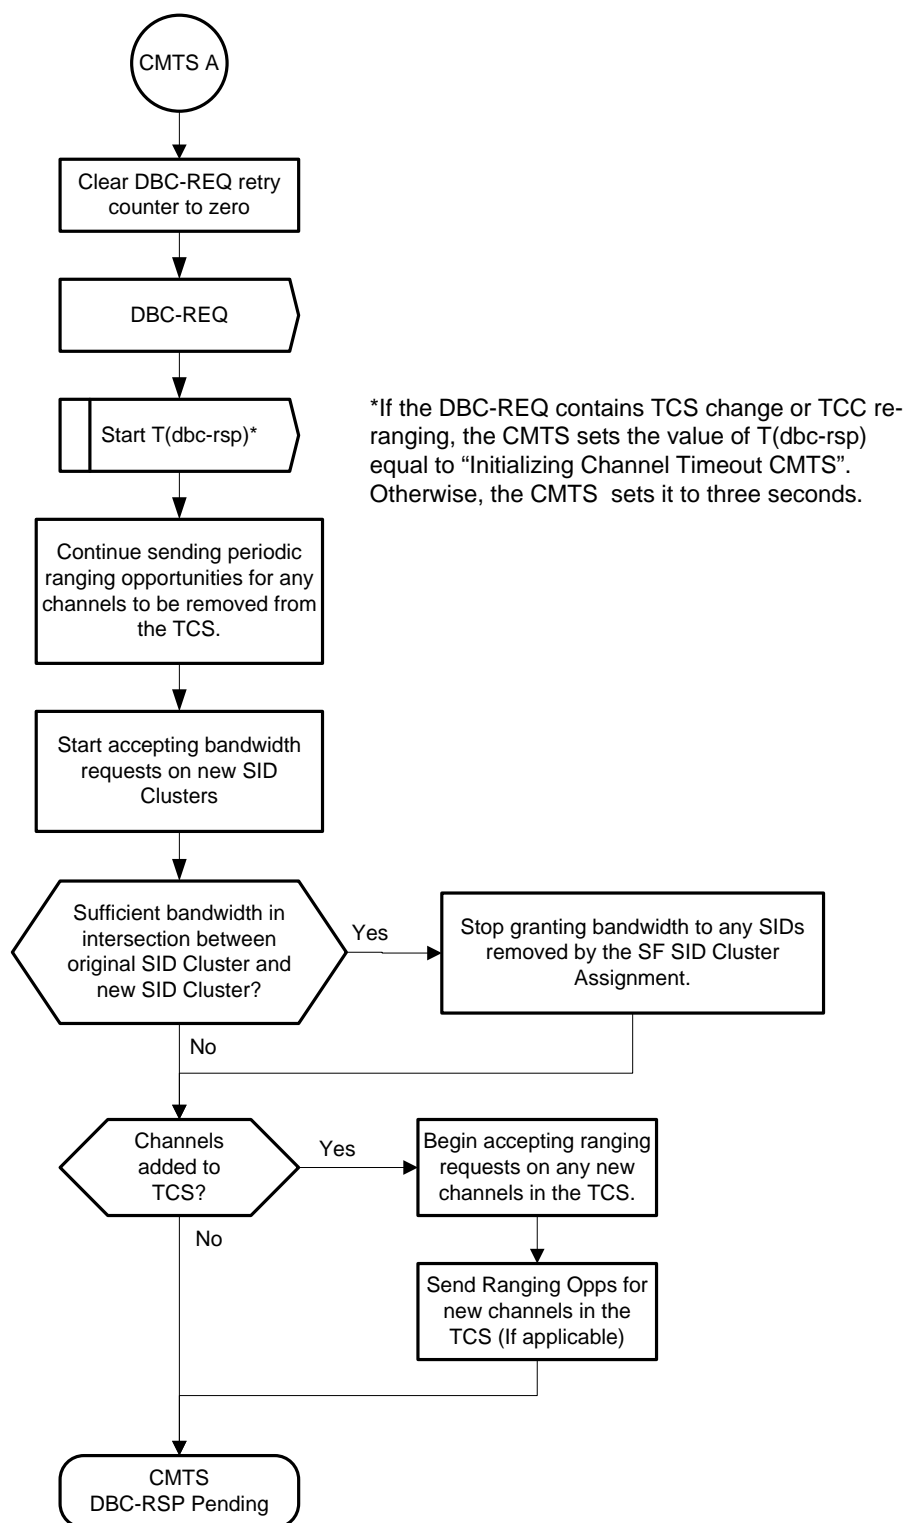 CMTS A
Clear DBC-REQ retry
counter to zero
DBC-REQ
Start T(dbc-rsp)*
*If the DBC-REQ contains TCS change or TCC re-
ranging, the CMTS sets the value of T(dbc-rsp)
equal to “Initializing Channel Timeout CMTS”.
Otherwise, the CMTS  sets it to three seconds.
Continue sending periodic
ranging opportunities for any
channels to be removed from
the TCS.
Start accepting bandwidth
requests on new SID
Clusters
Sufficient bandwidth in
intersection between
original SID Cluster and
new SID Cluster?
Yes
Stop granting bandwidth to any SIDs
removed by the SF SID Cluster
Assignment.
No
Channels
added to
TCS?
Yes
Begin accepting ranging
requests on any new
channels in the TCS.
No
Send Ranging Opps for
new channels in the
TCS (If applicable)
CMTS
DBC-RSP Pending